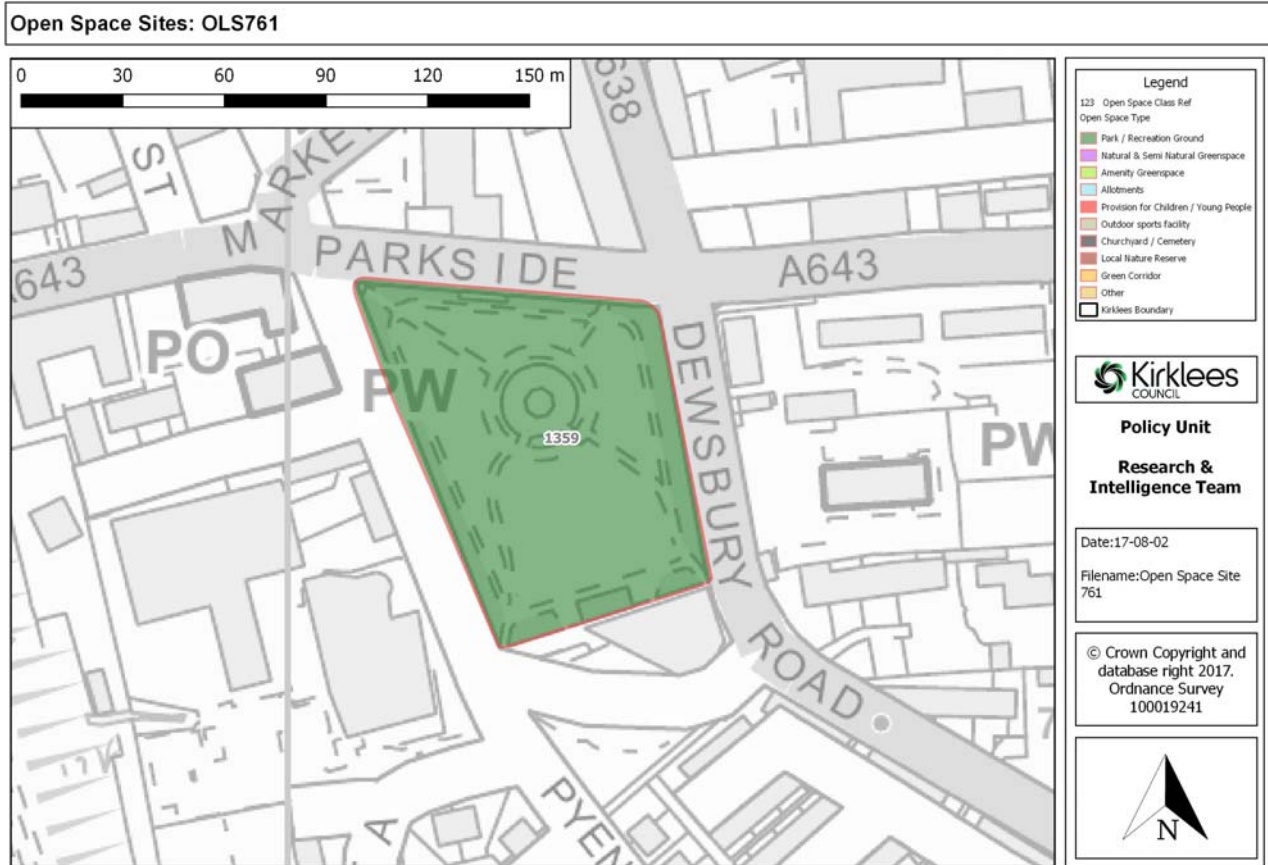 Open Space Sites: OLS761
0 30 60 90 120 150 m
638
ST
MARKE
PARKSIDE
A643
A643
PO
PW
1359
DEWSBURY
ROAD
PW
PYEN
A
7
Legend
123 Open Space Class Ref
Open Space Type
Park / Recreation Ground
Natural & Semi Natural Greenspace
Amenity Greenspace
Allotments
Provision for Children / Young People
Outdoor sports facility
Churchyard / Cemetery
Local Nature Reserve
Green Corridor
Other
Kirklees Boundary
Kirklees
COUNCIL
Policy Unit
Research &
Intelligence Team
Date:17-08-02
Filename:Open Space Site
761
© Crown Copyright and
database right 2017.
Ordnance Survey
100019241
N